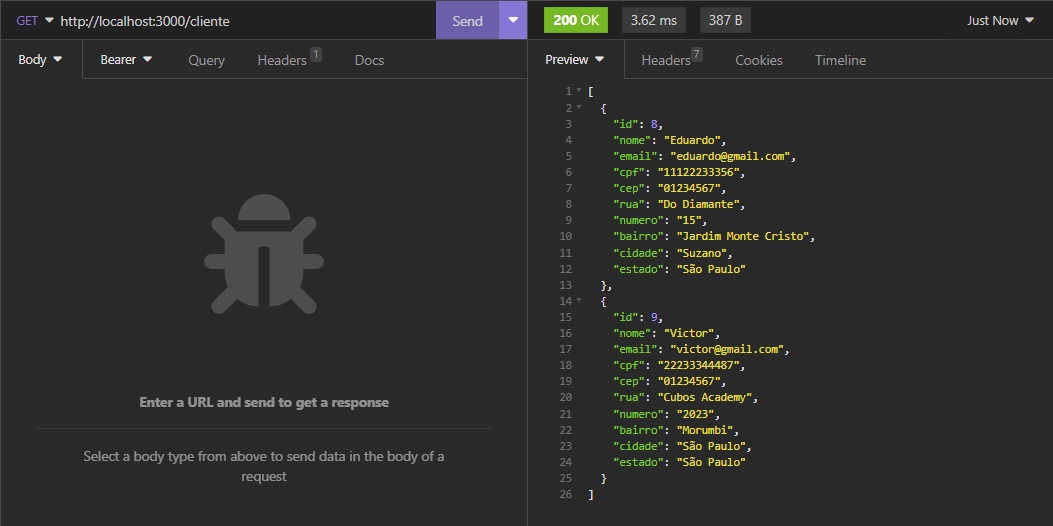 GET http://localhost:3000/cliente Send
Body Bearer Query Headers 1 Docs
Enter a URL and send to get a response
Select a body type from above to send data in the body of a
request
200 OK 3.62 ms 387 B Just Now
Preview Headers 7 Cookies Timeline
1 [
2 {
3 "id": 8,
4 "nome": "Eduardo",
5 "email": "eduardo@gmail.com",
6 "cpf": "11122233356",
7 "cep": "01234567",
8 "rua": "Do Diamante",
9 "numero": "15",
10 "bairro": "Jardim Monte Cristo",
11 "cidade": "Suzano",
12 "estado": "São Paulo"
13 },
14 {
15 "id": 9,
16 "nome": "Victor",
17 "email": "victor@gmail.com",
18 "cpf": "22233344487",
19 "cep": "01234567",
20 "rua": "Cubos Academy",
21 "numero": "2023",
22 "bairro": "Morumbi",
23 "cidade": "São Paulo",
24 "estado": "São Paulo"
25 }
26 ]